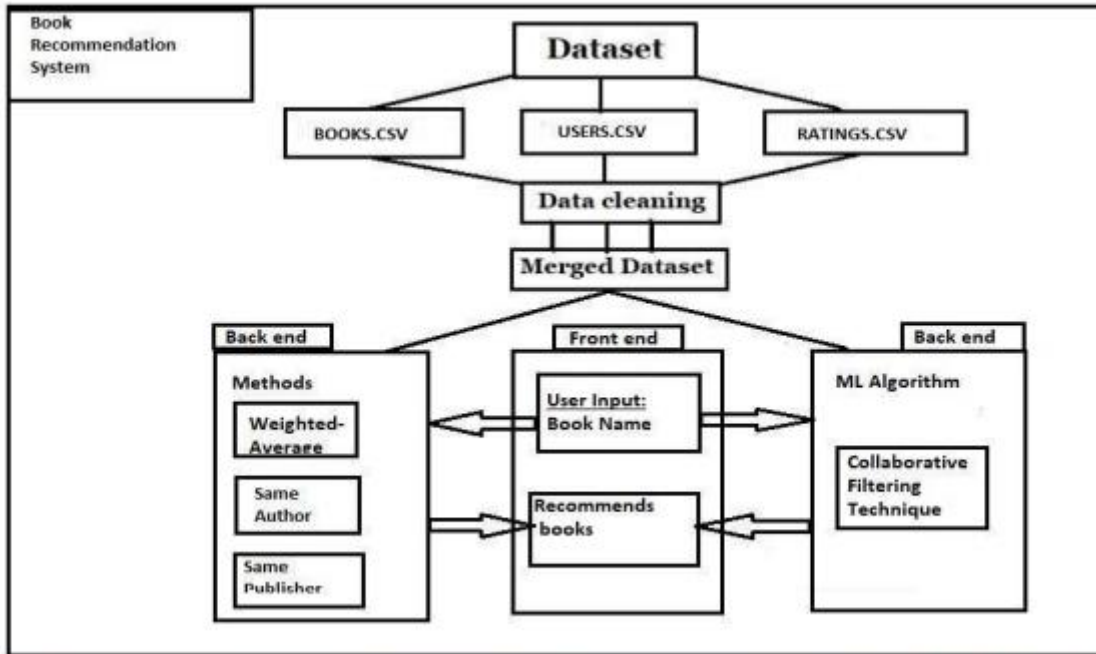 Book
Recommendation
System
Dataset
BOOKS.CSV
USERS.CSV
RATINGS.CSV
Data cleaning
Merged Dataset
Back end
Front end
Back end
Methods
Weighted-
Average
Same
Author
Same
Publisher
User Input:
Book Name
Recommends
books
ML Algorithm
Collaborative
Filtering
Technique